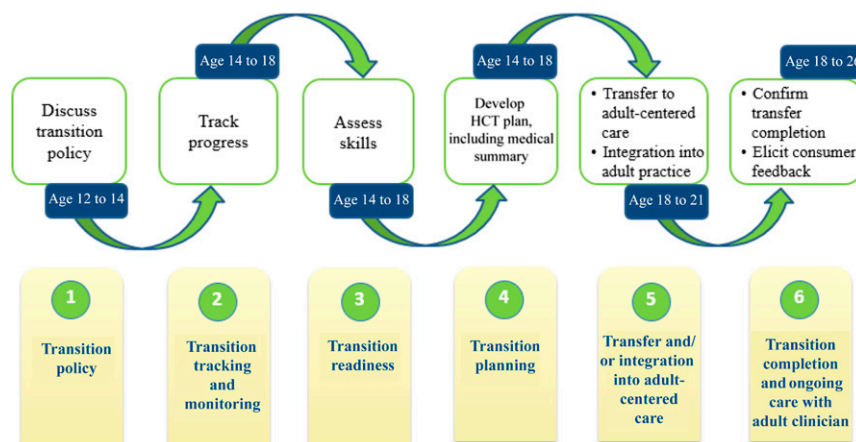 Age 14 to 18
Age 14 to 18
Age 18 to 26
Discuss
transition
policy
Track
progress
Assess
skills
Develop
HCT plan,
including medical
summary
• Transfer to
adult-centered
care
• Integration into
adult practice
• Confirm
transfer
completion
• Elicit consumer
feedback
Age 12 to 14
Age 14 to 18
Age 18 to 21
1
Transition
policy
2
Transition
tracking
and
monitoring
3
Transition
readiness
4
Transition
planning
5
Transfer and/
or integration
into adult-
centered
care
6
Transition
completion
and ongoing
care with
adult clinician